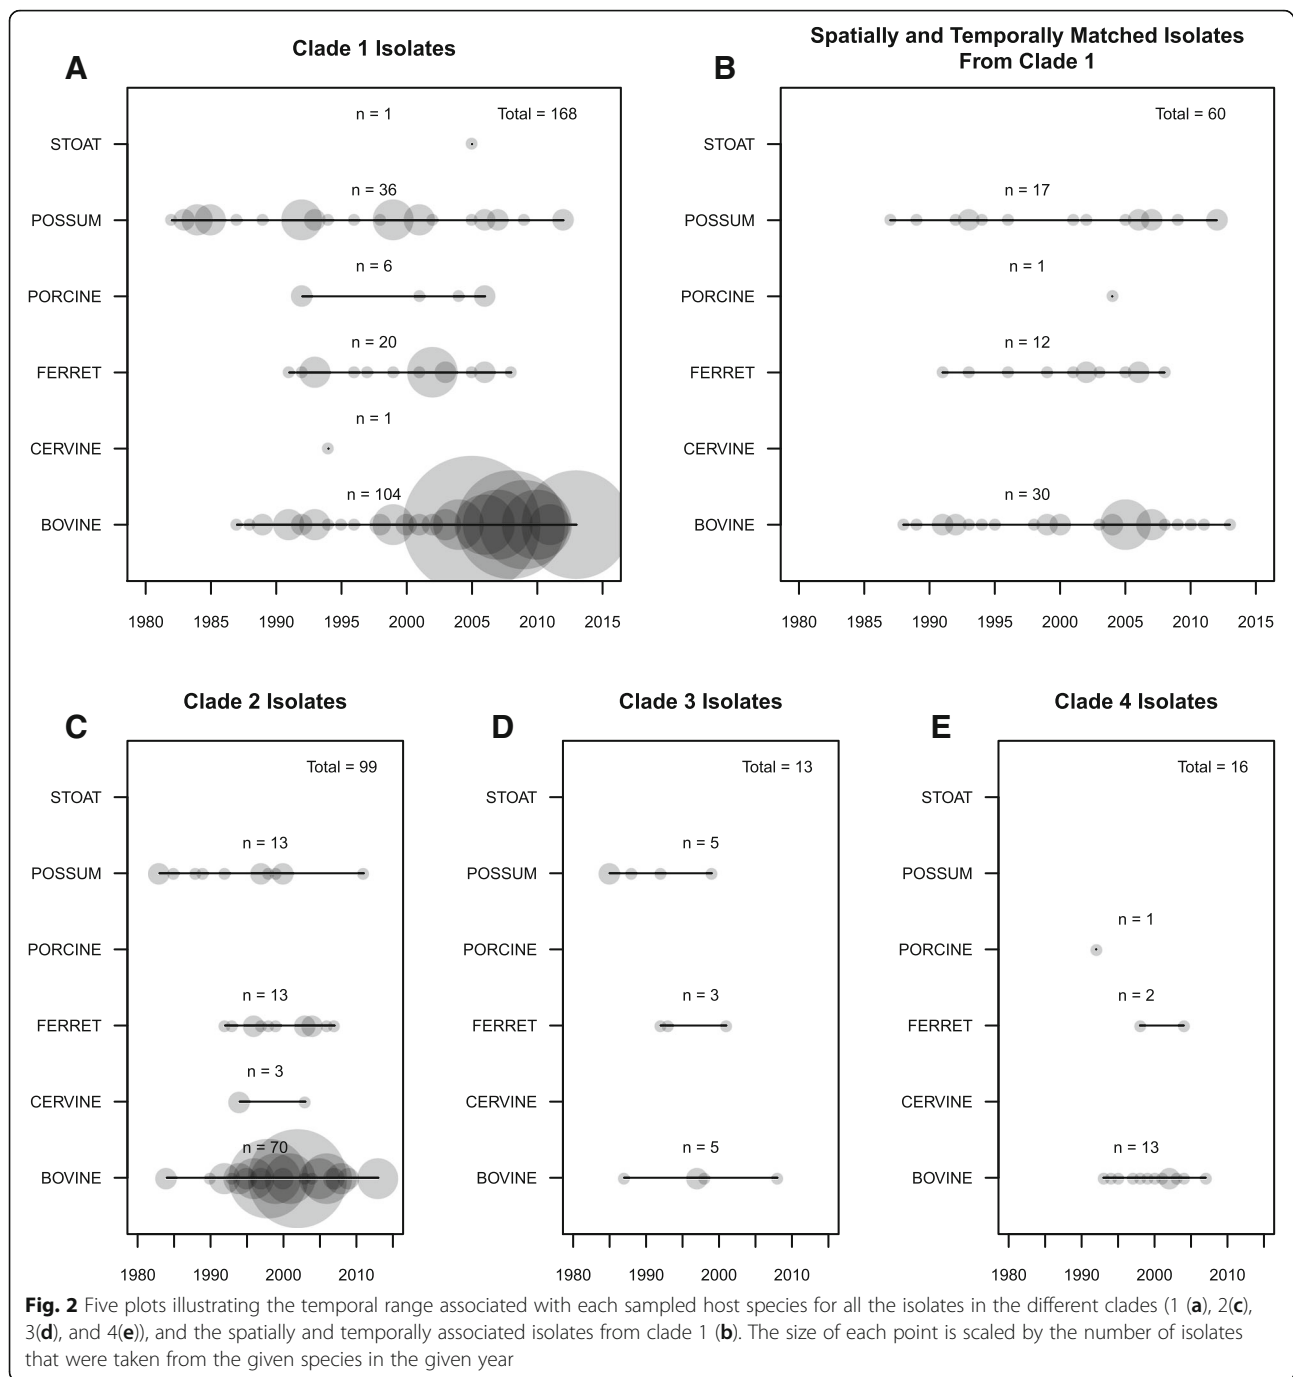 A
Clade 1 Isolates
n = 1
Total = 168
STOAT
n = 36
POSSUM
n = 6
PORCINE
n = 20
FERRET
n = 1
CERVINE
n = 104
BOVINE
1980 1985 1990 1995 2000 2005 2010 2015
B
Spatially and Temporally Matched Isolates
From Clade 1
Total = 60
STOAT
n = 17
POSSUM
n = 1
PORCINE
n = 12
FERRET
CERVINE
n = 30
BOVINE
1980 1985 1990 1995 2000 2005 2010 2015
C
Clade 2 Isolates
Total = 99
STOAT
n = 13
POSSUM
PORCINE
n = 13
FERRET
n = 3
CERVINE
n = 70
BOVINE
1980 1990 2000 2010
D
Clade 3 Isolates
Total = 13
STOAT
n = 5
POSSUM
PORCINE
n = 3
FERRET
CERVINE
n = 5
BOVINE
1980 1990 2000 2010
E
Clade 4 Isolates
Total = 16
STOAT
POSSUM
n = 1
PORCINE
n = 2
FERRET
CERVINE
n = 13
BOVINE
1980 1990 2000 2010
Fig. 2 Five plots illustrating the temporal range associated with each sampled host species for all the isolates in the different clades (1 (a), 2(c),
3(d), and 4(e)), and the spatially and temporally associated isolates from clade 1 (b). The size of each point is scaled by the number of isolates
that were taken from the given species in the given year